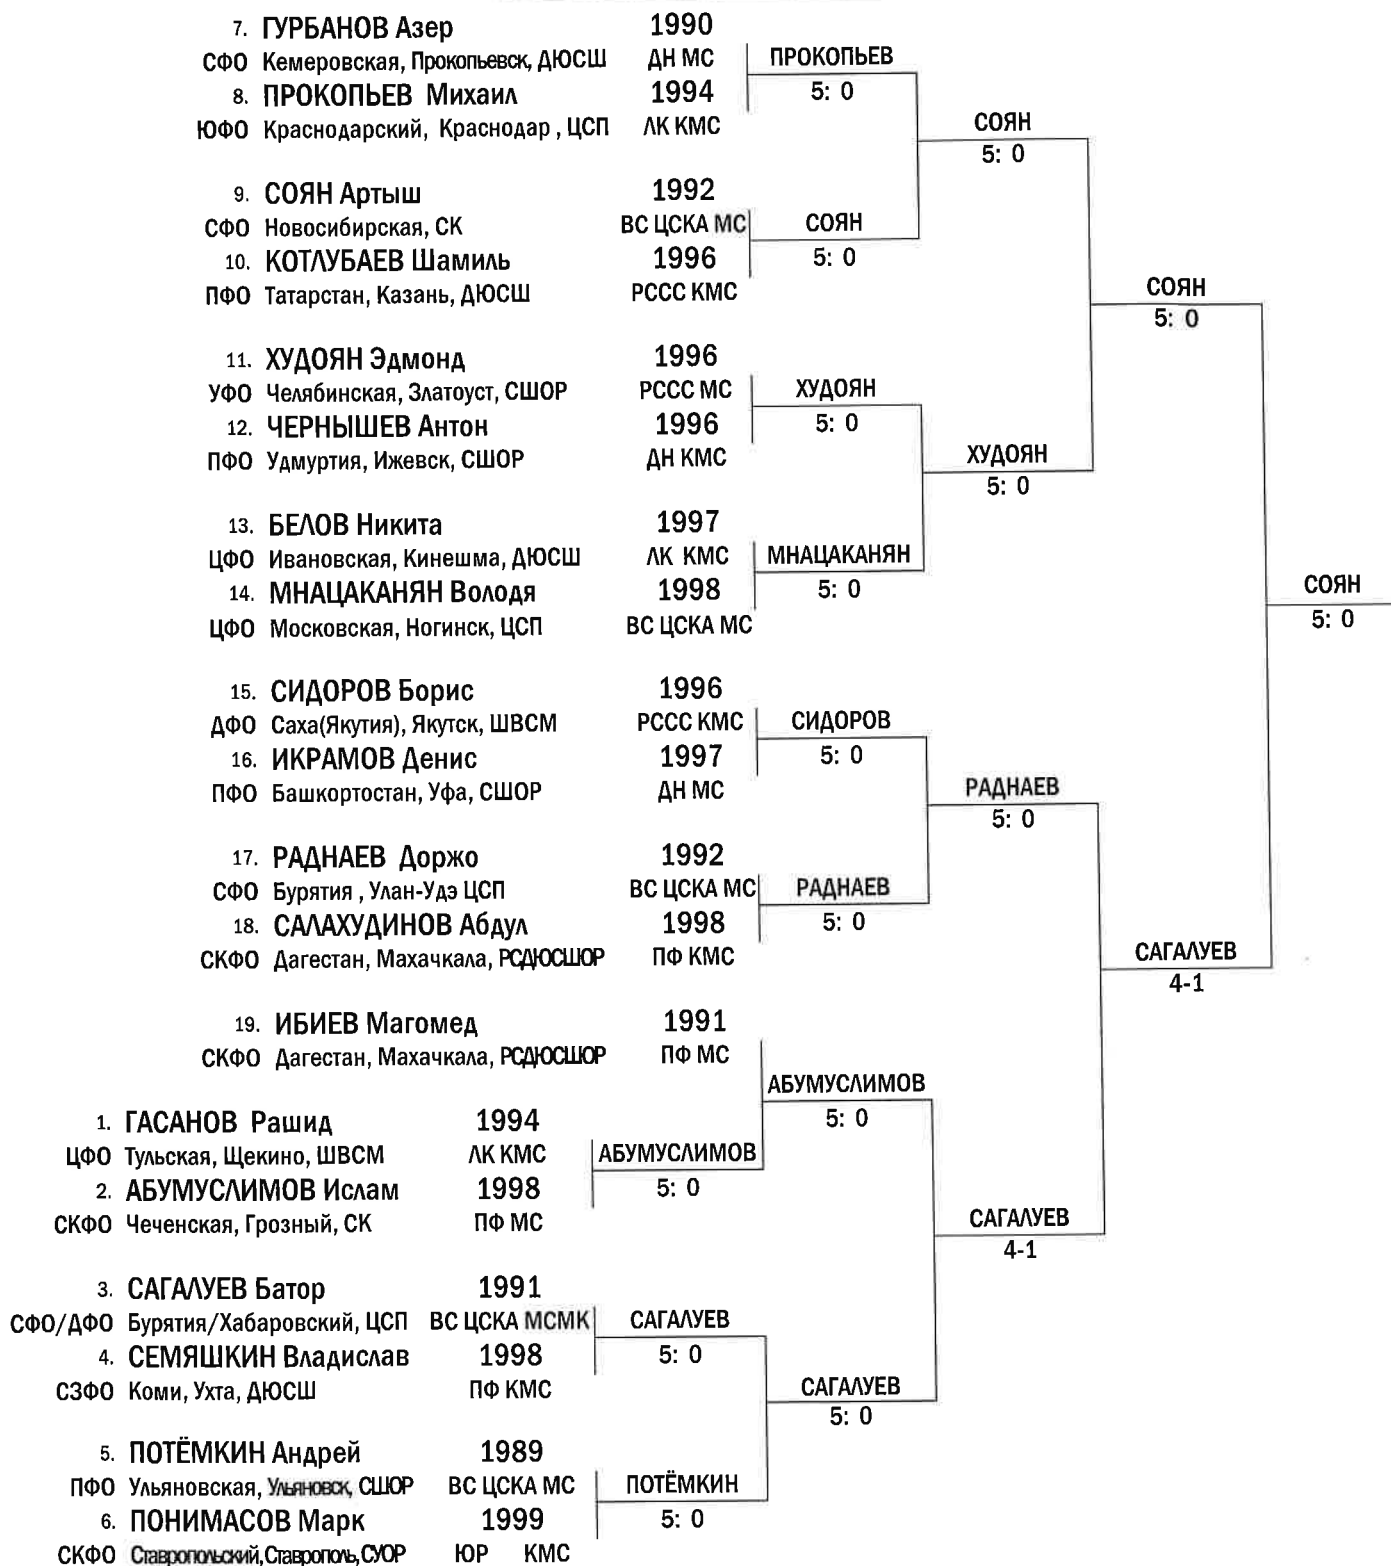 7. ГУРБАНОВ Азер 1990
СФО Кемеровская, Прокопьевск, ДЮСШ ДН МС
ПРОКОПЬЕВ
5: 0
8. ПРОКОПЬЕВ Михаил 1994
ЮФО Краснодарский, Краснодар , ЦСП ЛК КМС
СОЯН
5: 0
9. СОЯН Артыш 1992
СФО Новосибирская, СК ВС ЦСКА МС
СОЯН
5: 0
10. КОТЛУБАЕВ Шамиль 1996
ПФО Татарстан, Казань, ДЮСШ РССС КМС
СОЯН
5: 0
11. ХУДОЯН Эдмонд 1996
УФО Челябинская, Златоуст, СШОР РССС МС
ХУДОЯН
5: 0
12. ЧЕРНЫШЕВ Антон 1996
ПФО Удмуртия, Ижевск, СШОР ДН КМС
ХУДОЯН
5: 0
13. БЕЛОВ Никита 1997
ЦФО Ивановская, Кинешма, ДЮСШ ЛК КМС
МНАЦАКАНЯН
5: 0
14. МНАЦАКАНЯН Володя 1998
ЦФО Московская, Ногинск, ЦСП ВС ЦСКА МС
СОЯН
5: 0
15. СИДОРОВ Борис 1996
ДФО Саха(Якутия), Якутск, ШВСМ РССС КМС
СИДОРОВ
5: 0
16. ИКРАМОВ Денис 1997
ПФО Башкортостан, Уфа, СШОР ДН МС
РАДНАЕВ
5: 0
17. РАДНАЕВ Доржо 1992
СФО Бурятия , Улан-Удэ ЦСП ВС ЦСКА МС
РАДНАЕВ
5: 0
18. САЛАХУДИНОВ Абдул 1998
СКФО Дагестан, Махачкала, РСДЮСШОР ПФ КМС
САГАЛУЕВ
4-1
19. ИБИЕВ Магомед 1991
СКФО Дагестан, Махачкала, РСДЮСШОР ПФ МС
АБУМУСЛИМОВ
5: 0
1. ГАСАНОВ Рашид 1994
ЦФО Тульская, Щекино, ШВСМ ЛК КМС
АБУМУСЛИМОВ
5: 0
2. АБУМУСЛИМОВ Ислам 1998
СКФО Чеченская, Грозный, СК ПФ МС
САГАЛУЕВ
4-1
3. САГАЛУЕВ Батор 1991
СФО/ДФО Бурятия/Хабаровский, ЦСП ВС ЦСКА МСМК
САГАЛУЕВ
5: 0
4. СЕМЯШКИН Владислав 1998
СЗФО Коми, Ухта, ДЮСШ ПФ КМС
САГАЛУЕВ
5: 0
5. ПОТЁМКИН Андрей 1989
ПФО Ульяновская, Ульяновск, СШОР ВС ЦСКА МС
ПОТЁМКИН
5: 0
6. ПОНИМАСОВ Марк 1999
СКФО Ставропольский, Ставрополь, СУОР ЮР КМС